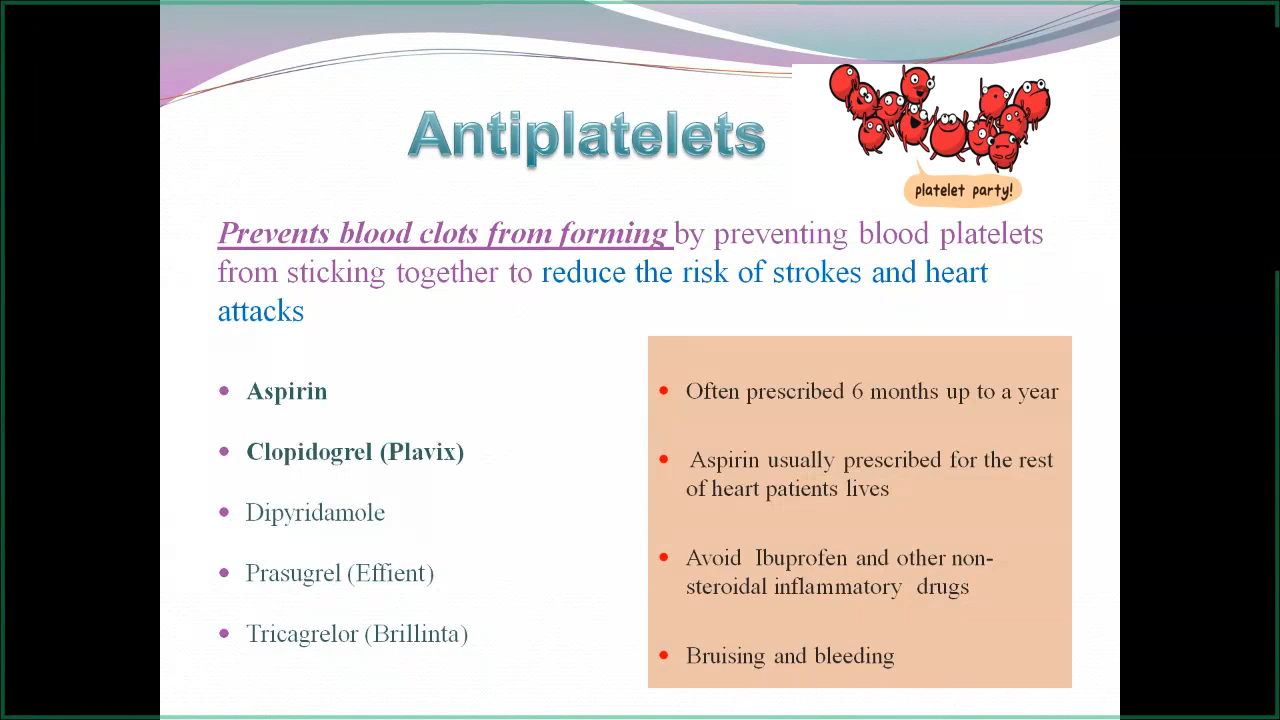 Antiplatelets
platelet party!
Prevents blood clots from forming by preventing blood platelets
from sticking together to reduce the risk of strokes and heart
attacks
• Aspirin
• Clopidogrel (Plavix)
• Dipyridamole
• Prasugrel (Effient)
• Tricagrelor (Brillinta)
• Often prescribed 6 months up to a year
• Aspirin usually prescribed for the rest
of heart patients lives
• Avoid Ibuprofen and other non-
steroidal inflammatory drugs
• Bruising and bleeding